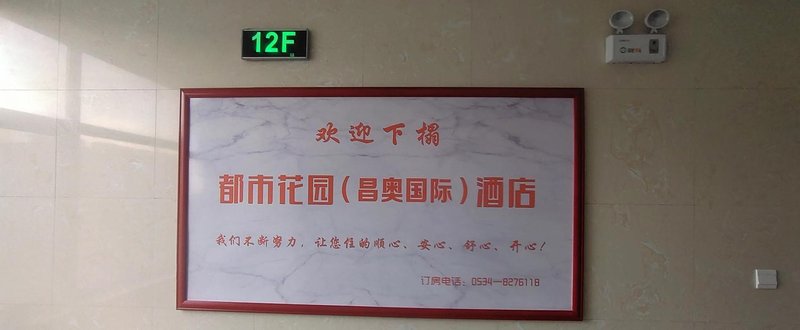 12F
欢迎下榻
都市花园(昌奥国际)酒店
我们不断努力,让您住的顺心、安心、舒心、开心!
订房电话:0534—8276118